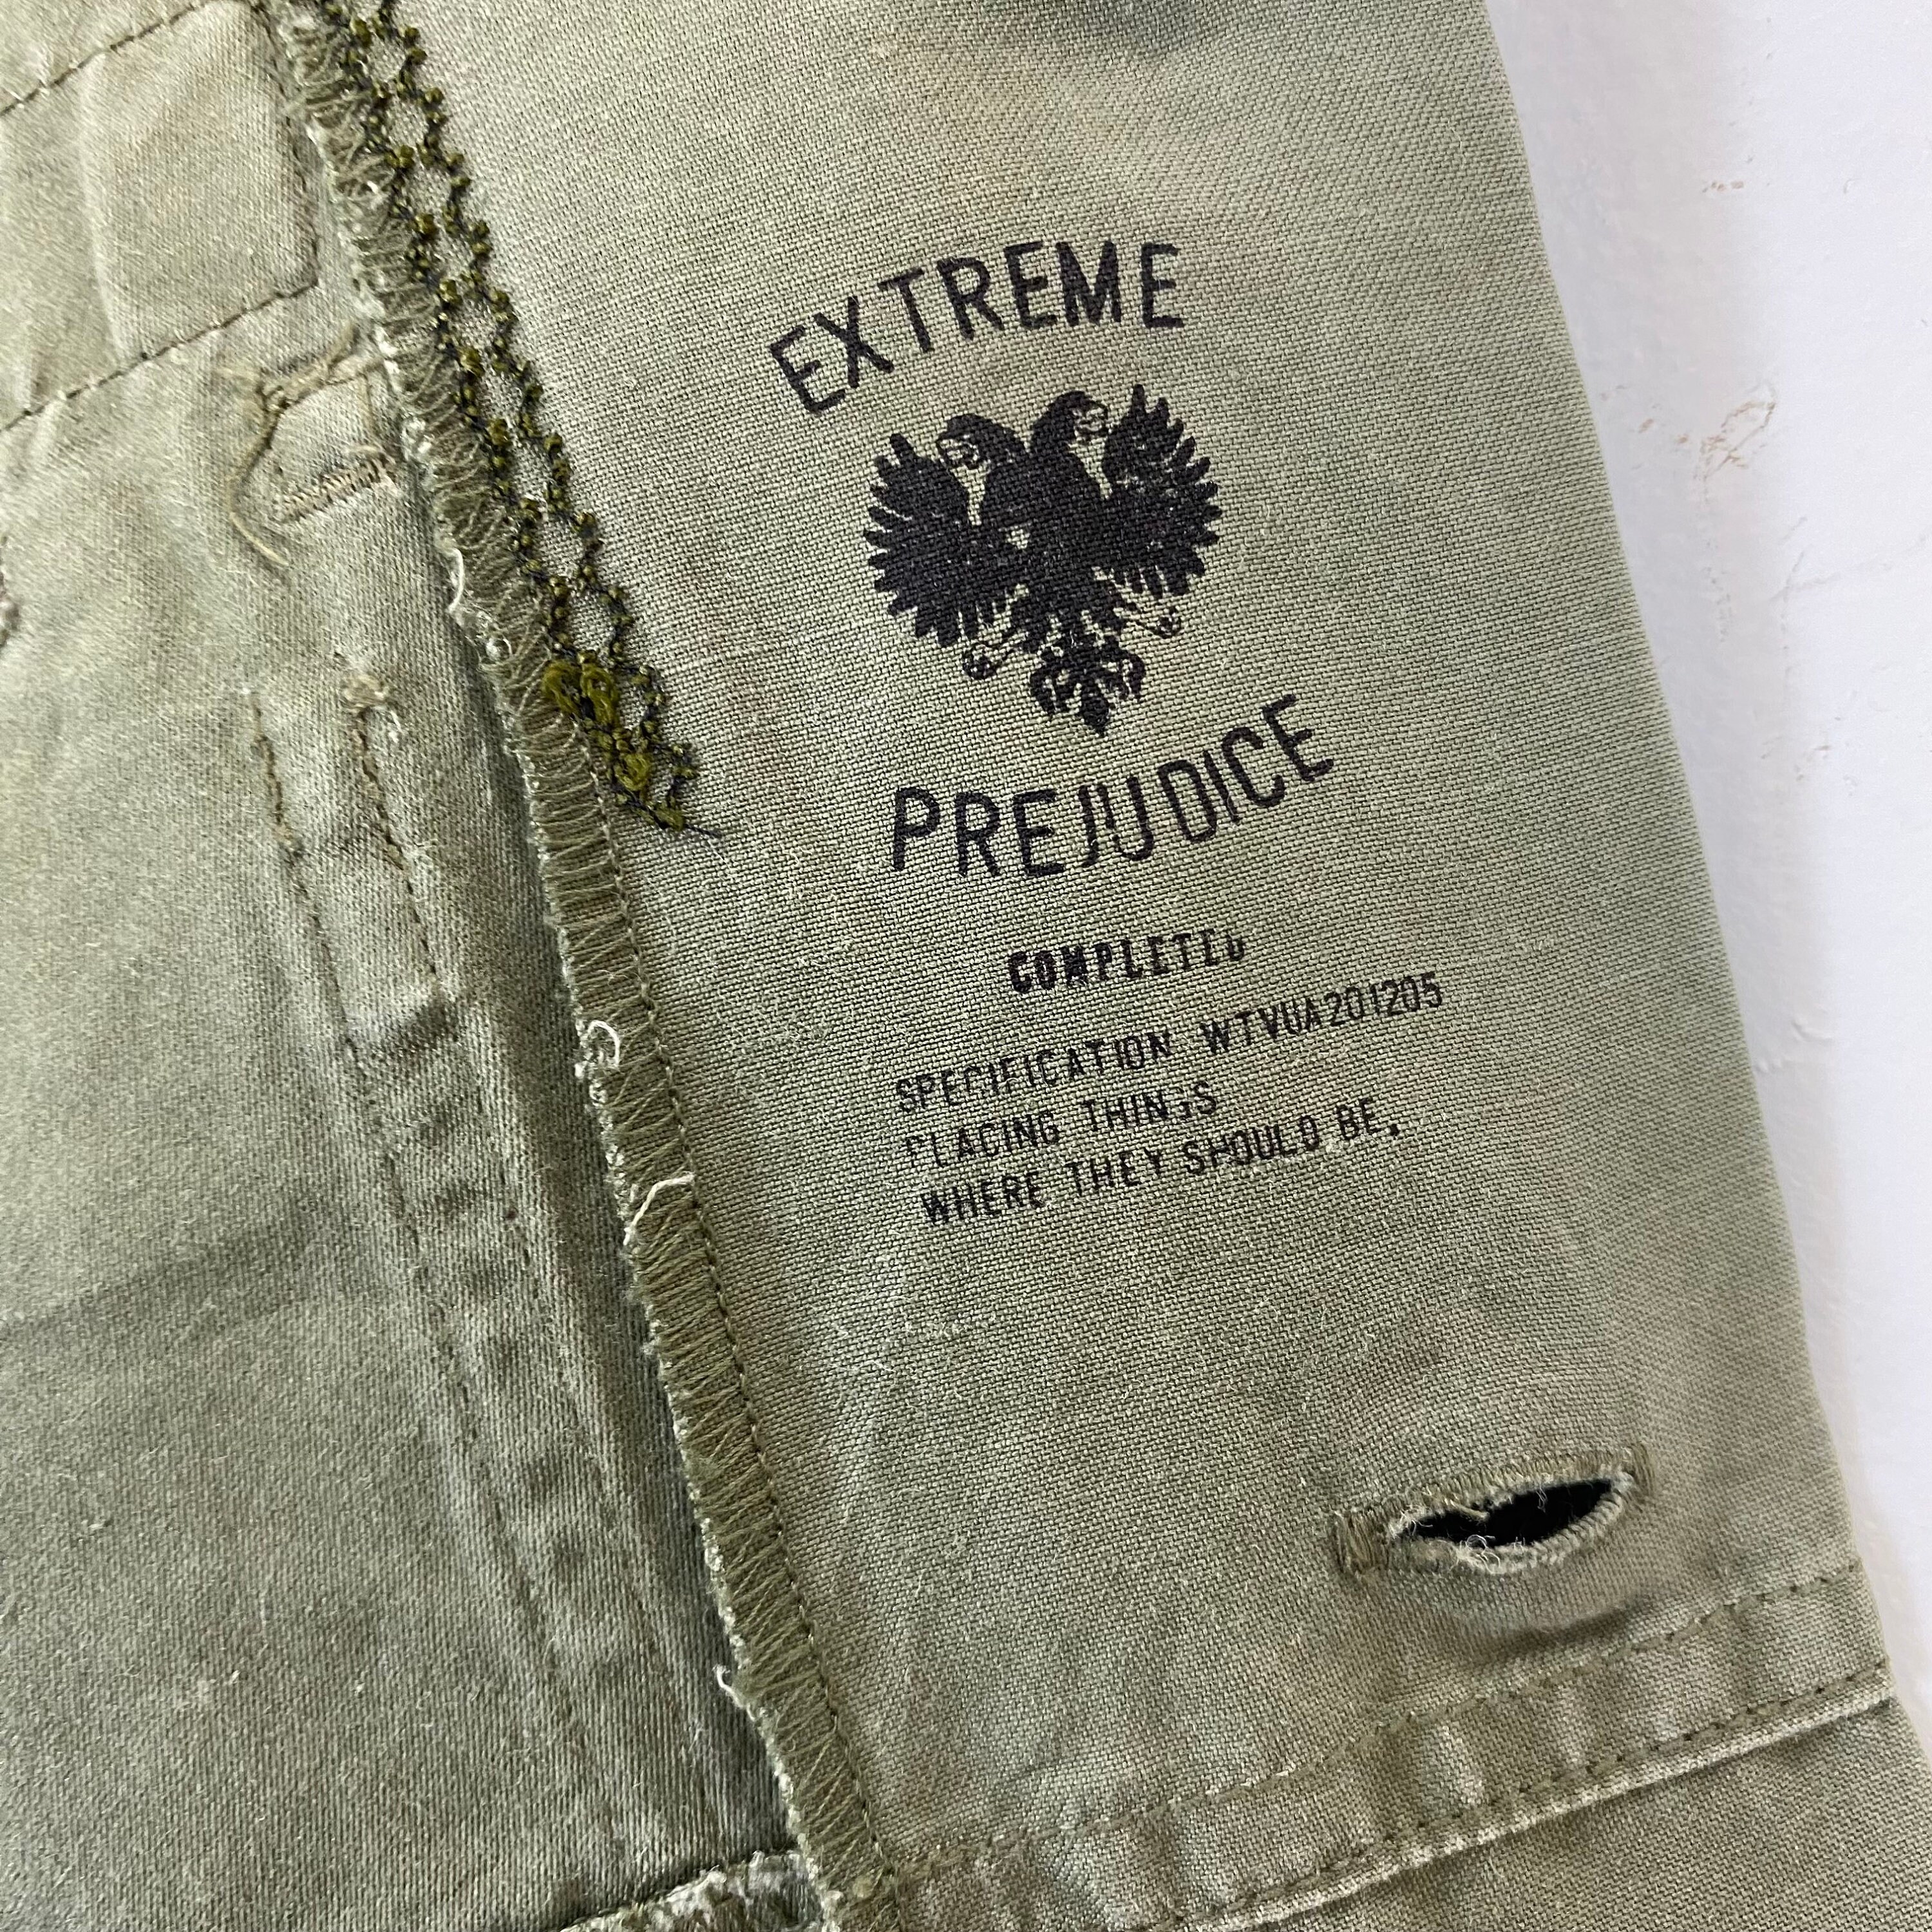 EXTREME
PREJUDICE
COMPLETED
SPECIFICATION WTVUA201205
PLACING THINGS
WHERE THEY SHOULD BE.